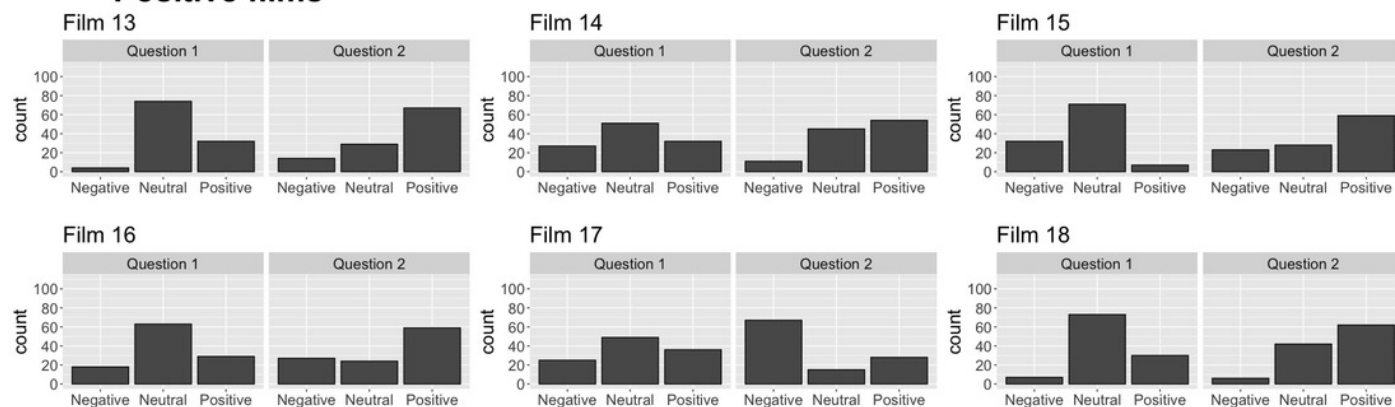 Positive films
Film 13
Film 14
Film 15
Question 1
Question 2
Question 1
Question 2
Question 1
Question 2
count
100
80
60
40
20
0
count
100
80
60
40
20
0
count
100
80
60
40
20
0
Negative Neutral Positive
Negative Neutral Positive
Negative Neutral Positive
Negative Neutral Positive
Negative Neutral Positive
Negative Neutral Positive
Film 16
Film 17
Film 18
Question 1
Question 2
Question 1
Question 2
Question 1
Question 2
count
100
80
60
40
20
0
count
100
80
60
40
20
0
count
100
80
60
40
20
0
Negative Neutral Positive
Negative Neutral Positive
Negative Neutral Positive
Negative Neutral Positive
Negative Neutral Positive
Negative Neutral Positive